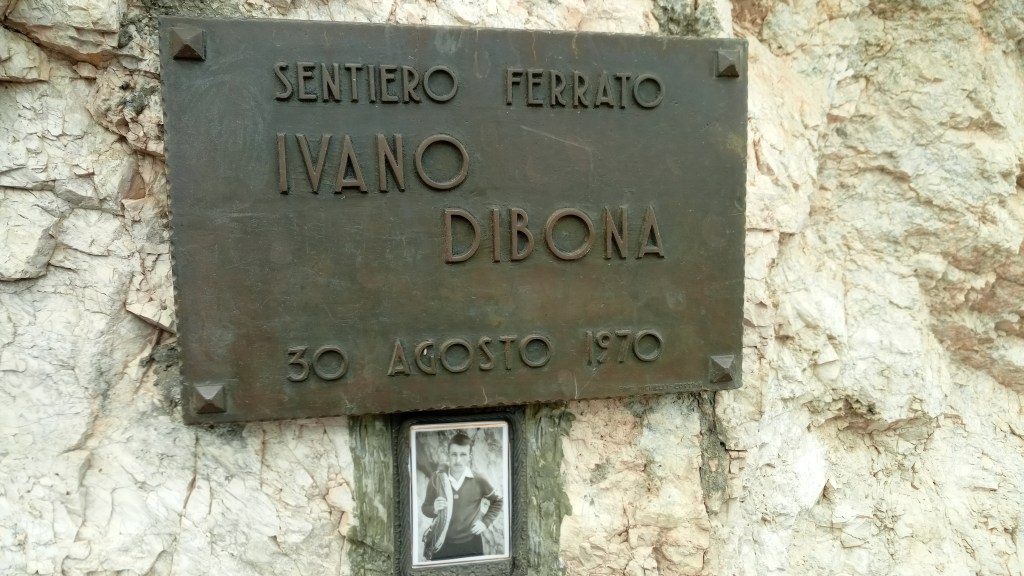 SENTIERO FERRATO
IVANO
DIBONA
30 AGOSTO 1970